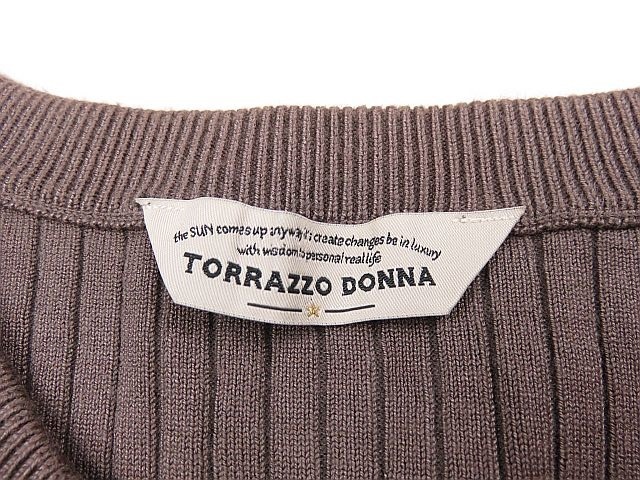 the SUN comes up anyway it's create changes be in luxury
with wisdom to personal real life
TORRAZZO DONNA